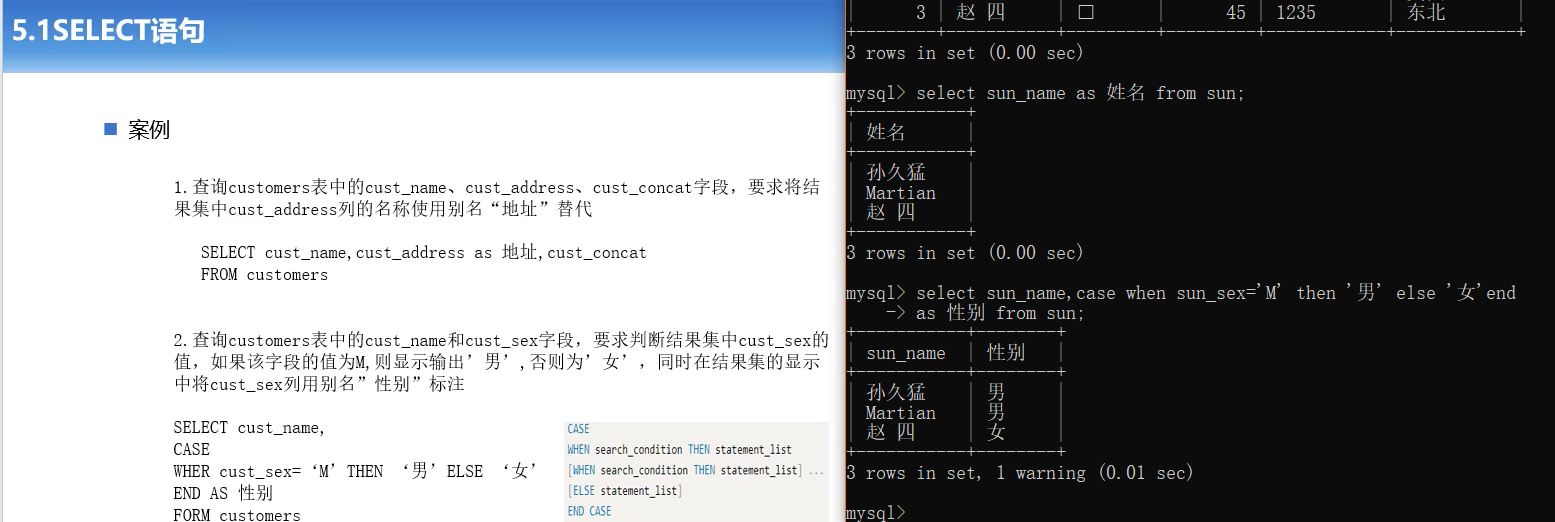 5.1SELECT语句
案例
1.查询customers表中的cust_name、cust_address、cust_concat字段，要求将结
果集中cust_address列的名称使用别名“地址”替代
SELECT cust_name,cust_address as 地址,cust_concat
FROM customers
2.查询customers表中的cust_name和cust_sex字段，要求判断结果集中cust_sex的
值，如果该字段的值为M,则显示输出’男’,否则为’女’，同时在结果集的显示
中将cust_sex列用别名”性别”标注
SELECT cust_name,
CASE
WHER cust_sex=‘M’THEN ‘男’ELSE ‘女’
END AS 性别
FORM customers
CASE
WHEN search_condition THEN statement_list
[WHEN search_condition THEN statement_list] ...
[ELSE statement_list]
END CASE
3 | 赵 四 | □ | 45 | 1235 | 东北 |
3 rows in set (0.00 sec)
mysql> select sun_name as 姓名 from sun;
| 姓名 |
| 孙久猛 |
| Martian |
| 赵 四 |
3 rows in set (0.00 sec)
mysql> select sun_name,case when sun_sex='M' then '男' else '女'end
-> as 性别 from sun;
| sun_name | 性别 |
| 孙久猛 | 男 |
| Martian | 男 |
| 赵 四 | 女 |
3 rows in set, 1 warning (0.01 sec)
mysql>